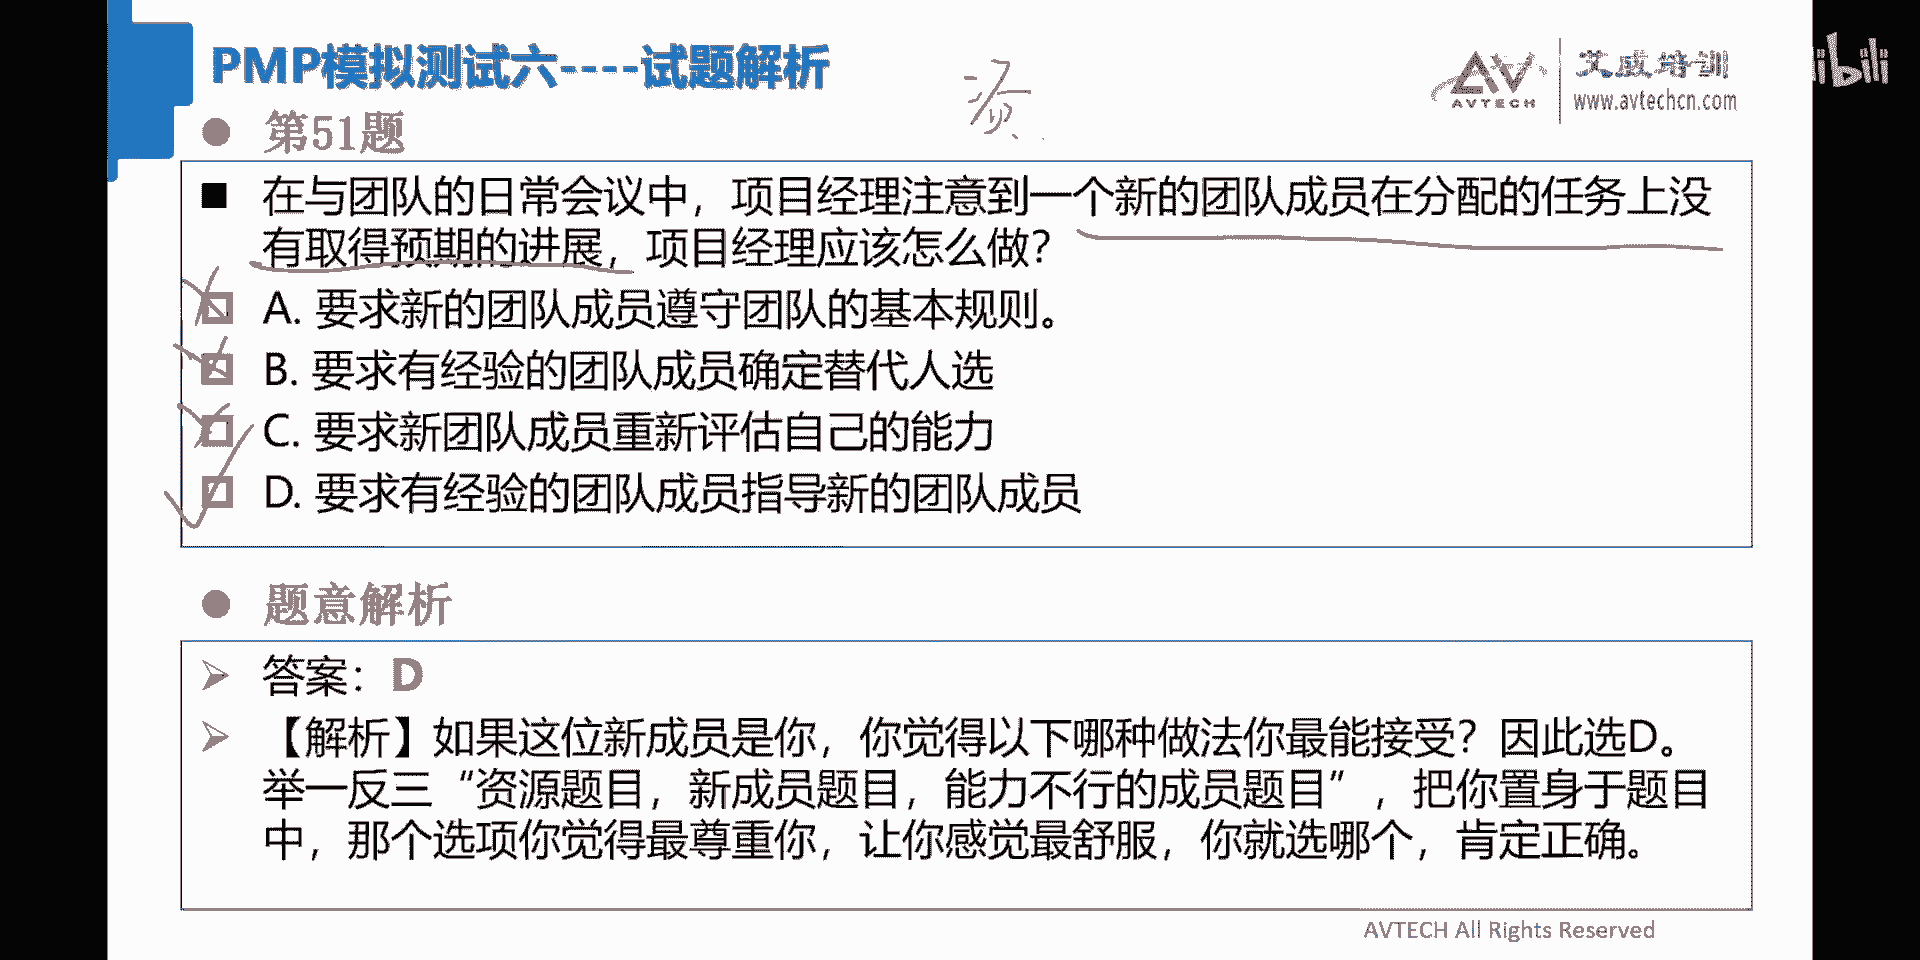 PMP模拟测试六----试题解析
资
AVTECH
艾威培训
www.avtechcn.com
bili
第51题
在与团队的日常会议中，项目经理注意到一个新的团队成员在分配的任务上没
有取得预期的进展，项目经理应该怎么做?
A. 要求新的团队成员遵守团队的基本规则。
B. 要求有经验的团队成员确定替代人选
C. 要求新团队成员重新评估自己的能力
D. 要求有经验的团队成员指导新的团队成员
题意解析
答案：D
【解析】如果这位新成员是你，你觉得以下哪种做法你最能接受？因此选D。
举一反三“资源题目，新成员题目，能力不行的成员题目”，把你置身于题目
中，那个选项你觉得最尊重你，让你感觉最舒服，你就选哪个，肯定正确。
AVTECH All Rights Reserved